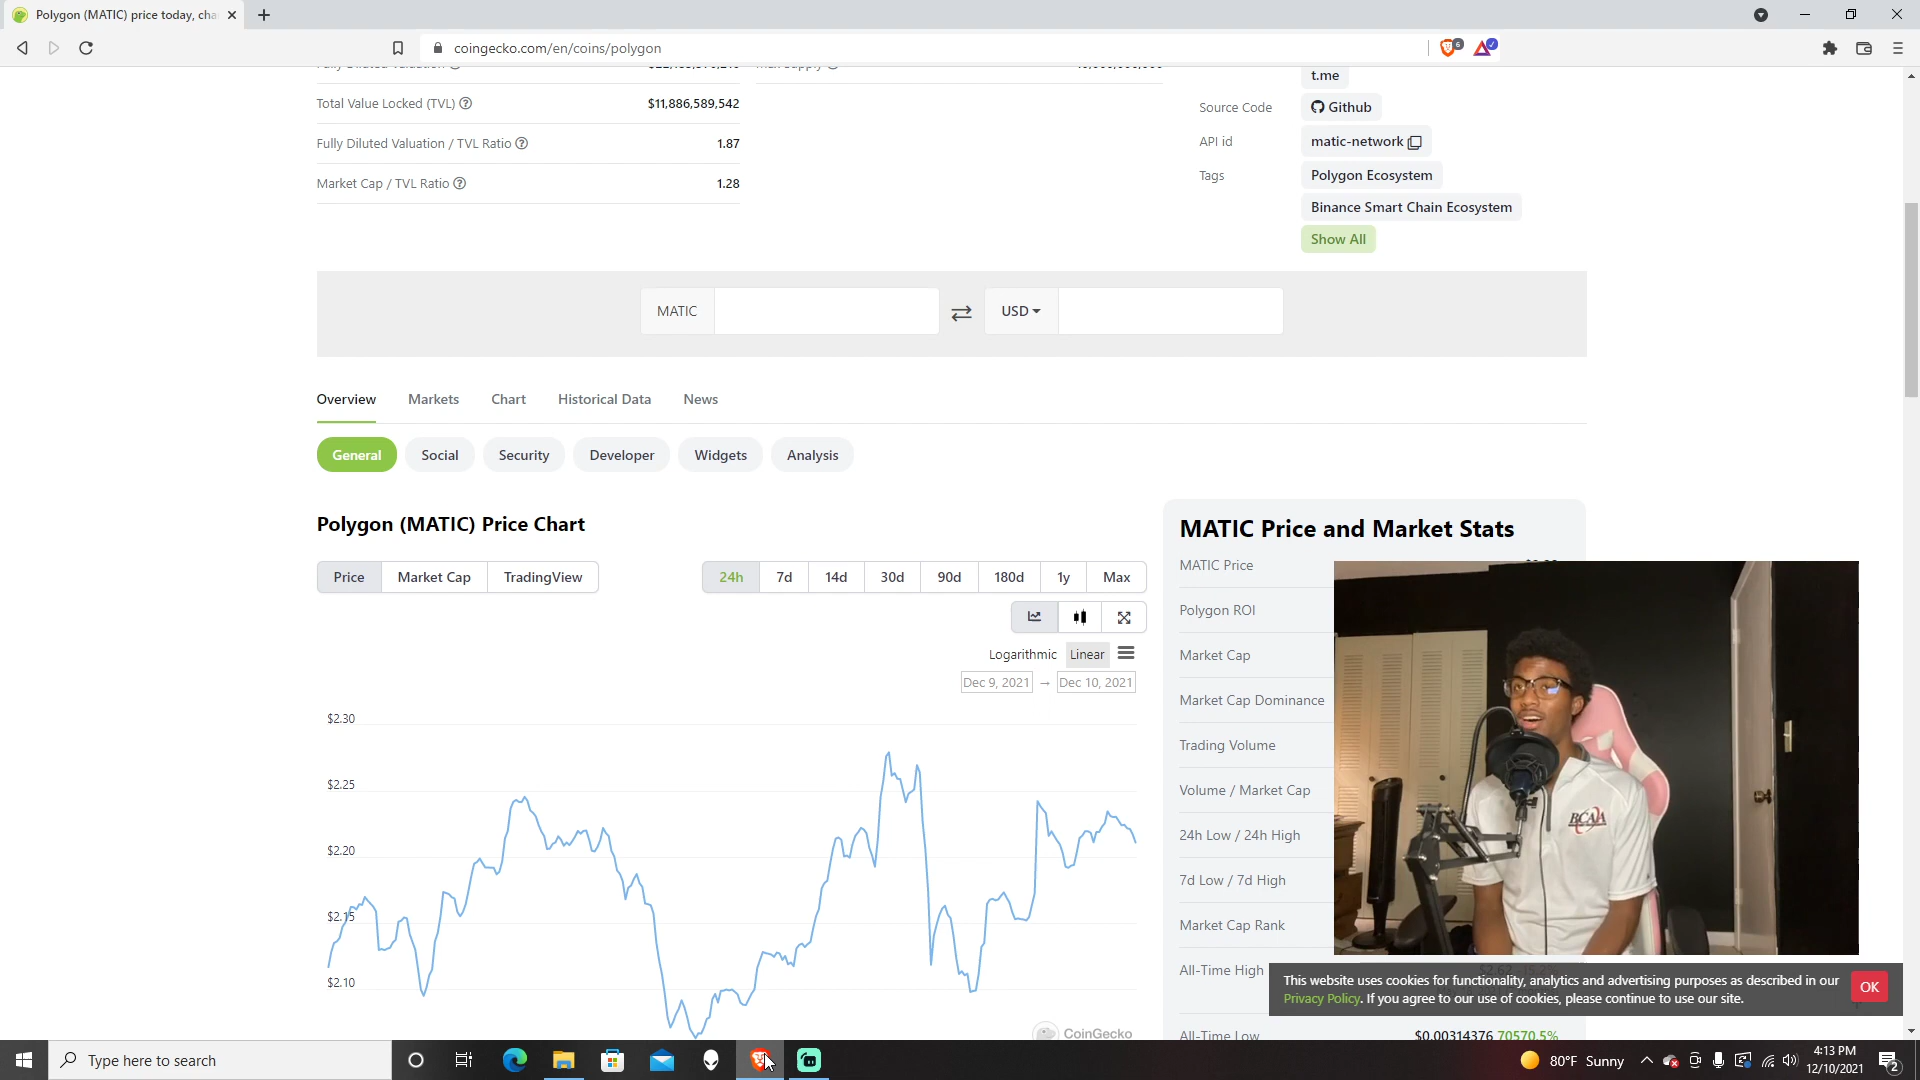 Polygon (MATIC) price today, cha
coingecko.com/en/coins/polygon
6
t.me
Total Value Locked (TVL) ?
$11,886,589,542
Source Code
Github
Fully Diluted Valuation / TVL Ratio ?
1.87
API id
matic-network
Market Cap / TVL Ratio ?
1.28
Tags
Polygon Ecosystem
Binance Smart Chain Ecosystem
Show All
MATIC
USD
Overview
Markets
Chart
Historical Data
News
General
Social
Security
Developer
Widgets
Analysis
Polygon (MATIC) Price Chart
Price
Market Cap
TradingView
24h
7d
14d
30d
90d
180d
1y
Max
Logarithmic
Linear
Dec 9, 2021 → Dec 10, 2021
$2.30
$2.25
$2.20
$2.15
$2.10
CoinGecko
MATIC Price and Market Stats
MATIC Price
Polygon ROI
Market Cap
Market Cap Dominance
Trading Volume
Volume / Market Cap
24h Low / 24h High
7d Low / 7d High
Market Cap Rank
All-Time High
All-Time Low
$0.00314376 70570.5%
BCAA
This website uses cookies for functionality, analytics and advertising purposes as described in our
Privacy Policy. If you agree to our use of cookies, please continue to use our site.
OK
Type here to search
80°F Sunny
4:13 PM
12/10/2021
2